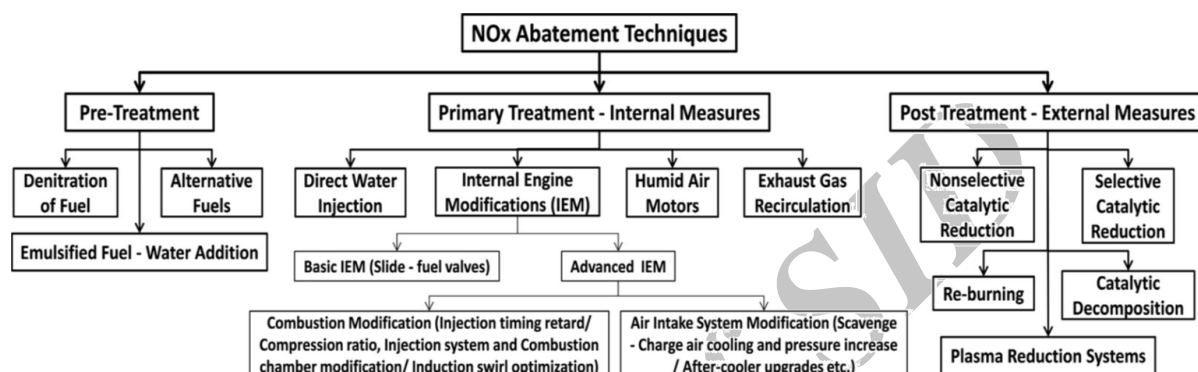 NOx Abatement Techniques
Pre-Treatment
Primary Treatment - Internal Measures
Post Treatment - External Measures
Denitration
of Fuel
Alternative
Fuels
Emulsified Fuel - Water Addition
Direct Water
Injection
Internal Engine
Modifications (IEM)
Humid Air
Motors
Exhaust Gas
Recirculation
Basic IEM (Slide - fuel valves)
Advanced IEM
Combustion Modification (Injection timing retard/
Compression ratio, Injection system and Combustion
chamber modification/ Induction swirl optimization)
Air Intake System Modification (Scavenge
- Charge air cooling and pressure increase
/ After-cooler upgrades etc.)
Nonselective
Catalytic
Reduction
Selective
Catalytic
Reduction
Re-burning
Catalytic
Decomposition
Plasma Reduction Systems
SID